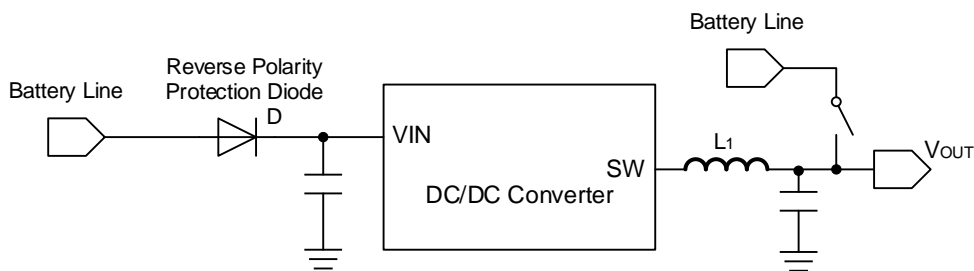 Battery Line
Reverse Polarity
Protection Diode
D
Battery Line
VIN
SW
DC/DC Converter
L1
VOUT